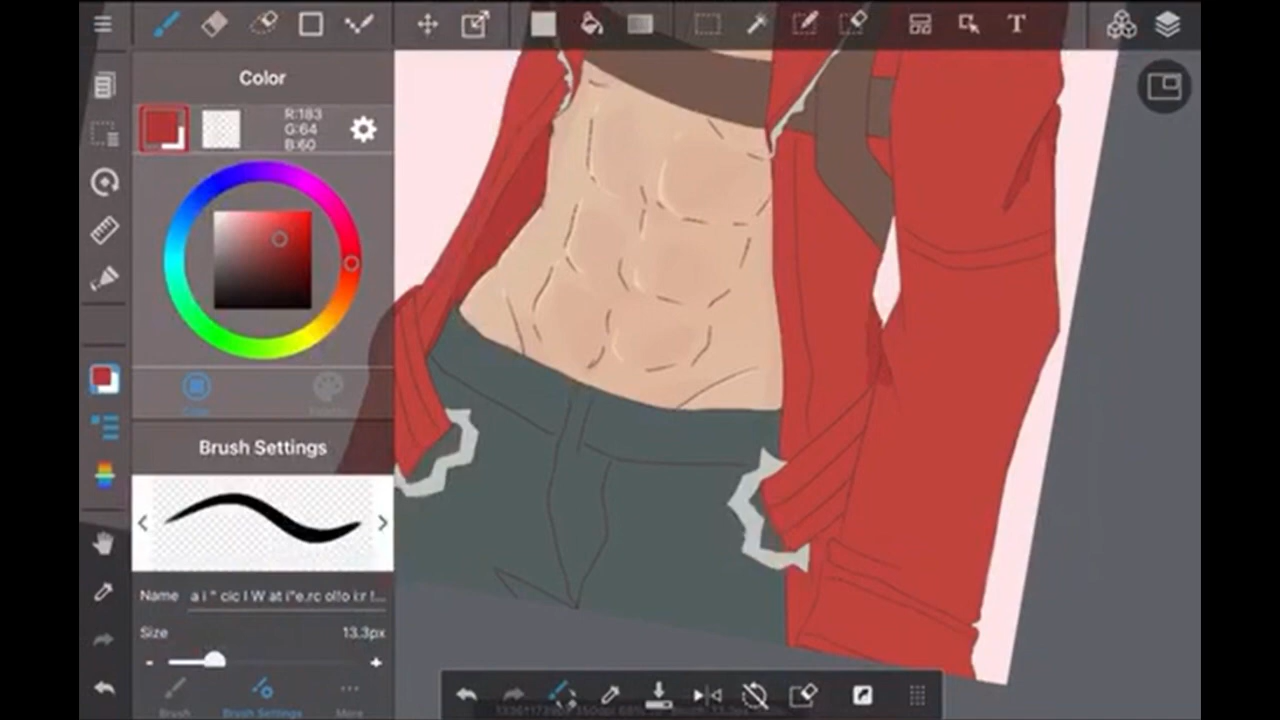 T
Color
R:183
G:64
B:60
Brush Settings
Name
Size 13.3px
- +
Brush Brush Settings More